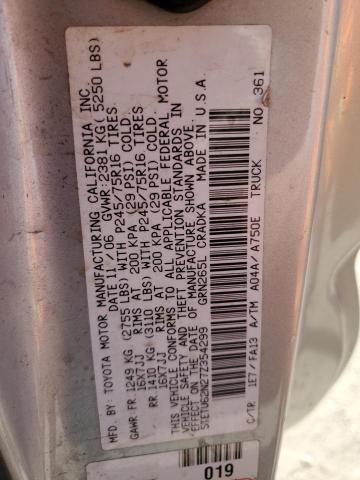 MFD BY: TOYOTA MOTOR MANUFACTURING CALIFORNIA, INC.
DATE 11 / 06 GVWR: 2381 KG( 5250 LBS)
GAWR FR 1249 KG (2755 LBS) WITH P245/75R16 TIRES,
16X7JJ RIMS AT 200 KPA (29 PSI) COLD.
RR 1410 KG (3110 LBS) WITH P245/75R16 TIRES,
16X7JJ RIMS AT 200 KPA (29 PSI) COLD.
THIS VEHICLE CONFORMS TO ALL APPLICABLE FEDERAL MOTOR
VEHICLE SAFETY AND THEFT PREVENTION STANDARDS IN
EFFECT ON THE DATE OF MANUFACTURE SHOWN ABOVE.
5TETU62N27Z354299 GRN265L CRADKA MADE IN U.S.A.
C/TR: 1E7/FA13 A/TM A04A/A750E TRUCK NO. 361
019